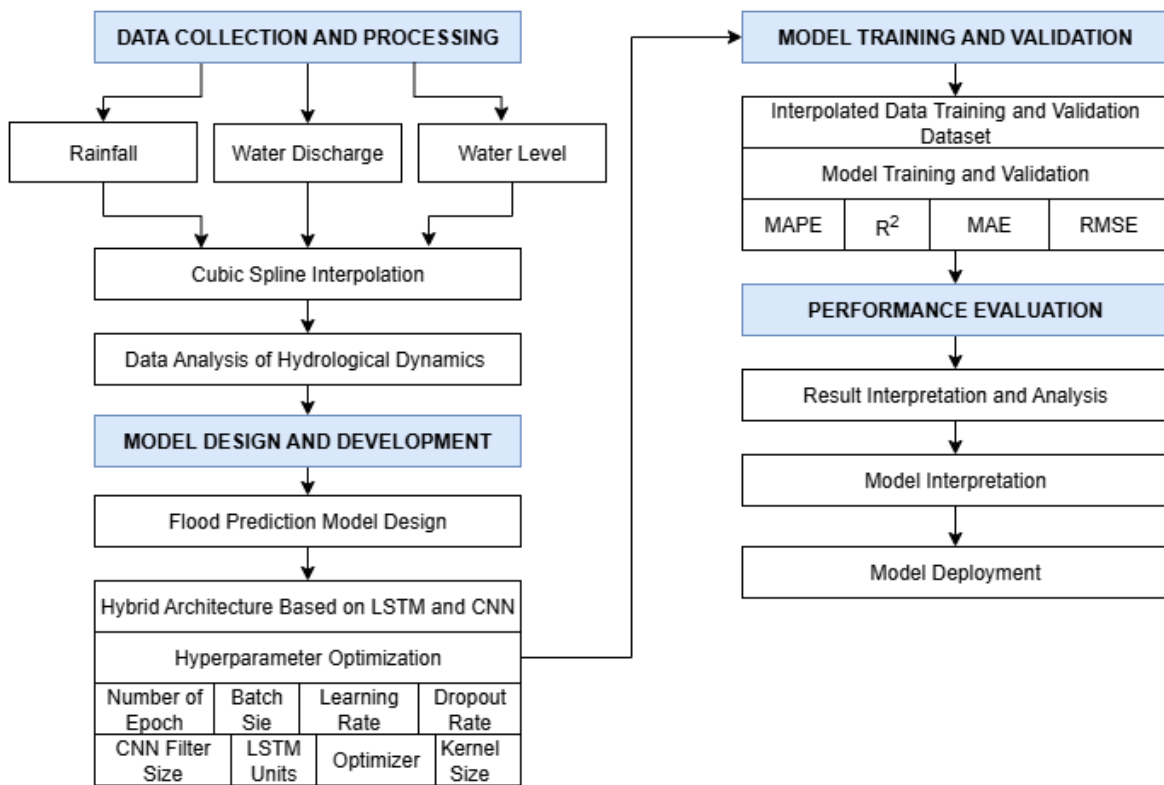 DATA COLLECTION AND PROCESSING
Rainfall
Water Discharge
Water Level
Cubic Spline Interpolation
Data Analysis of Hydrological Dynamics
MODEL DESIGN AND DEVELOPMENT
Flood Prediction Model Design
Hybrid Architecture Based on LSTM and CNN
Hyperparameter Optimization
Number of
Epoch
Batch
Sie
Learning
Rate
Dropout
Rate
CNN Filter
Size
LSTM
Units
Optimizer
Kernel
Size
MODEL TRAINING AND VALIDATION
Interpolated Data Training and Validation
Dataset
Model Training and Validation
MAPE
R²
MAE
RMSE
PERFORMANCE EVALUATION
Result Interpretation and Analysis
Model Interpretation
Model Deployment